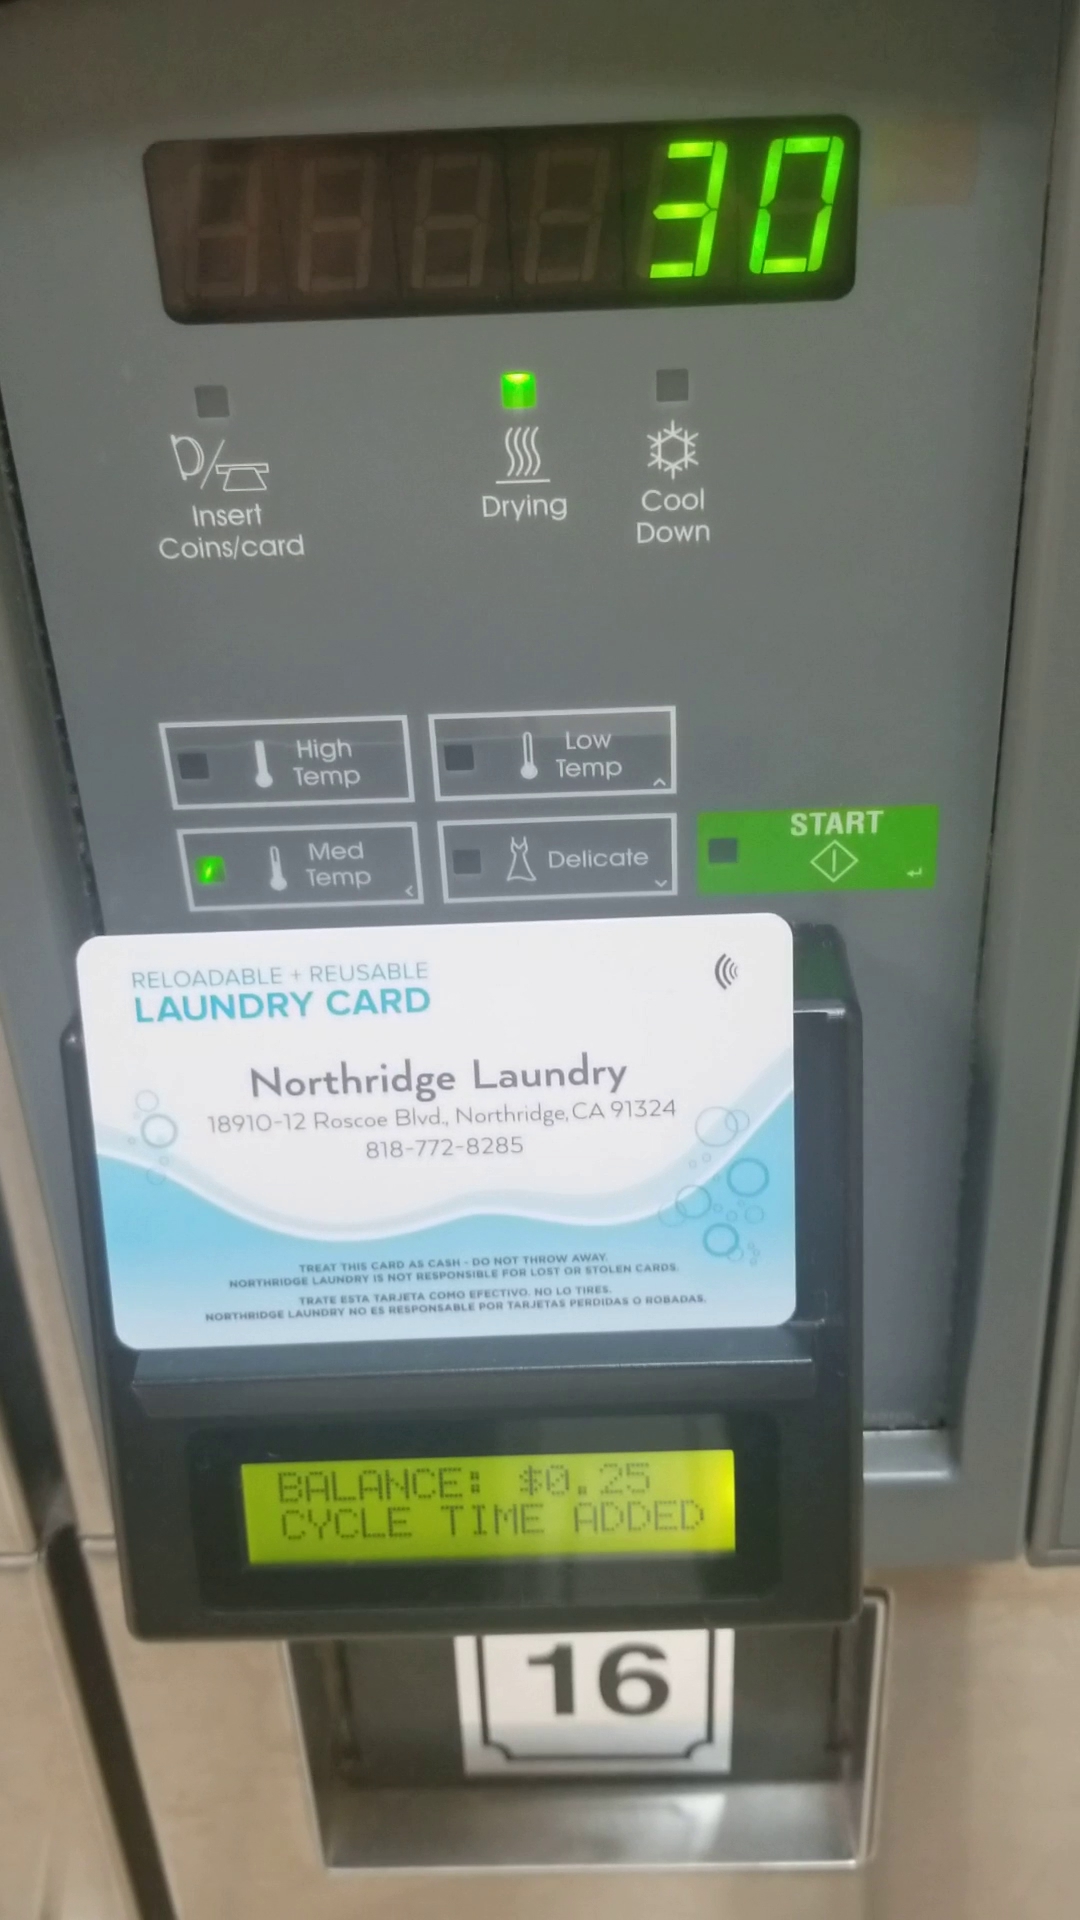 30
Insert
Coins/card
Drying
Cool
Down
High
Temp
Low
Temp
Med
Temp
Delicate
START
RELOADABLE + REUSABLE
LAUNDRY CARD
Northridge Laundry
18910-12 Roscoe Blvd., Northridge, CA 91324
818-772-8285
TREAT THIS CARD AS CASH - DO NOT THROW AWAY.
NORTHRIDGE LAUNDRY IS NOT RESPONSIBLE FOR LOST OR STOLEN CARDS.
TRATE ESTA TARJETA COMO EFECTIVO. NO LO TIRES.
NORTHRIDGE LAUNDRY NO ES RESPONSABLE POR TARJETAS PERDIDAS O ROBADAS.
BALANCE: $0.25
CYCLE TIME ADDED
16